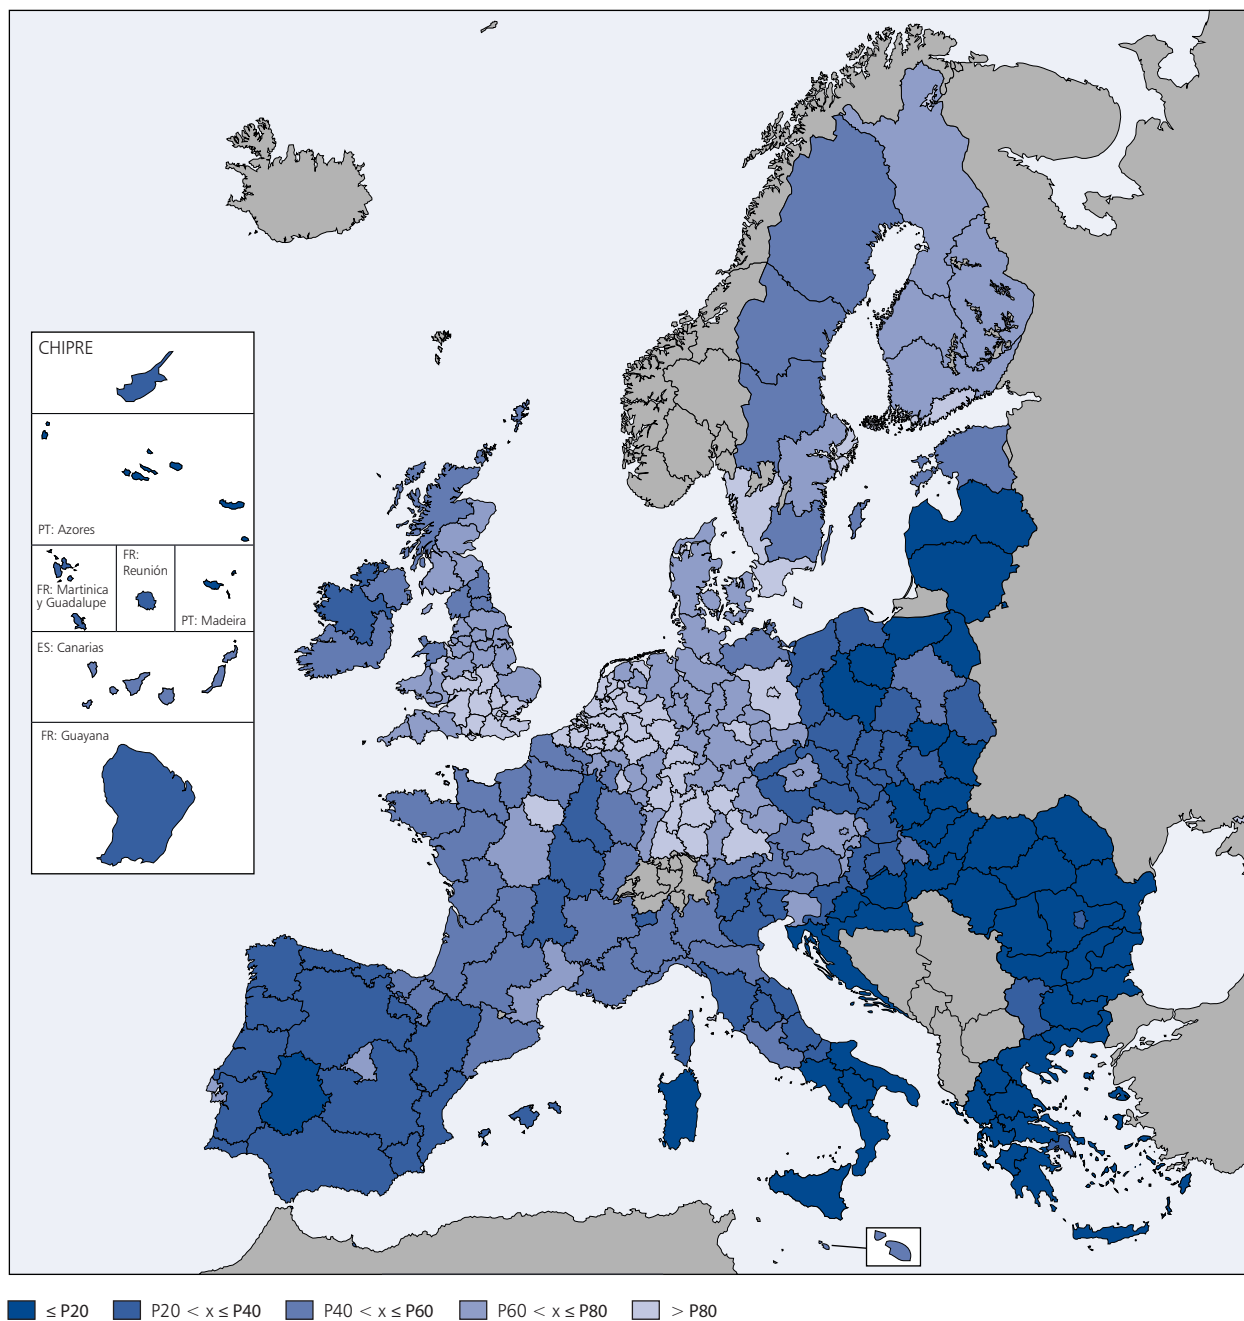 CHIPRE
PT: Azores
FR: Martinica
y Guadalupe
FR:
Reunión
PT: Madeira
ES: Canarias
FR: Guayana
≤ P20
P20 < x ≤ P40
P40 < x ≤ P60
P60 < x ≤ P80
> P80